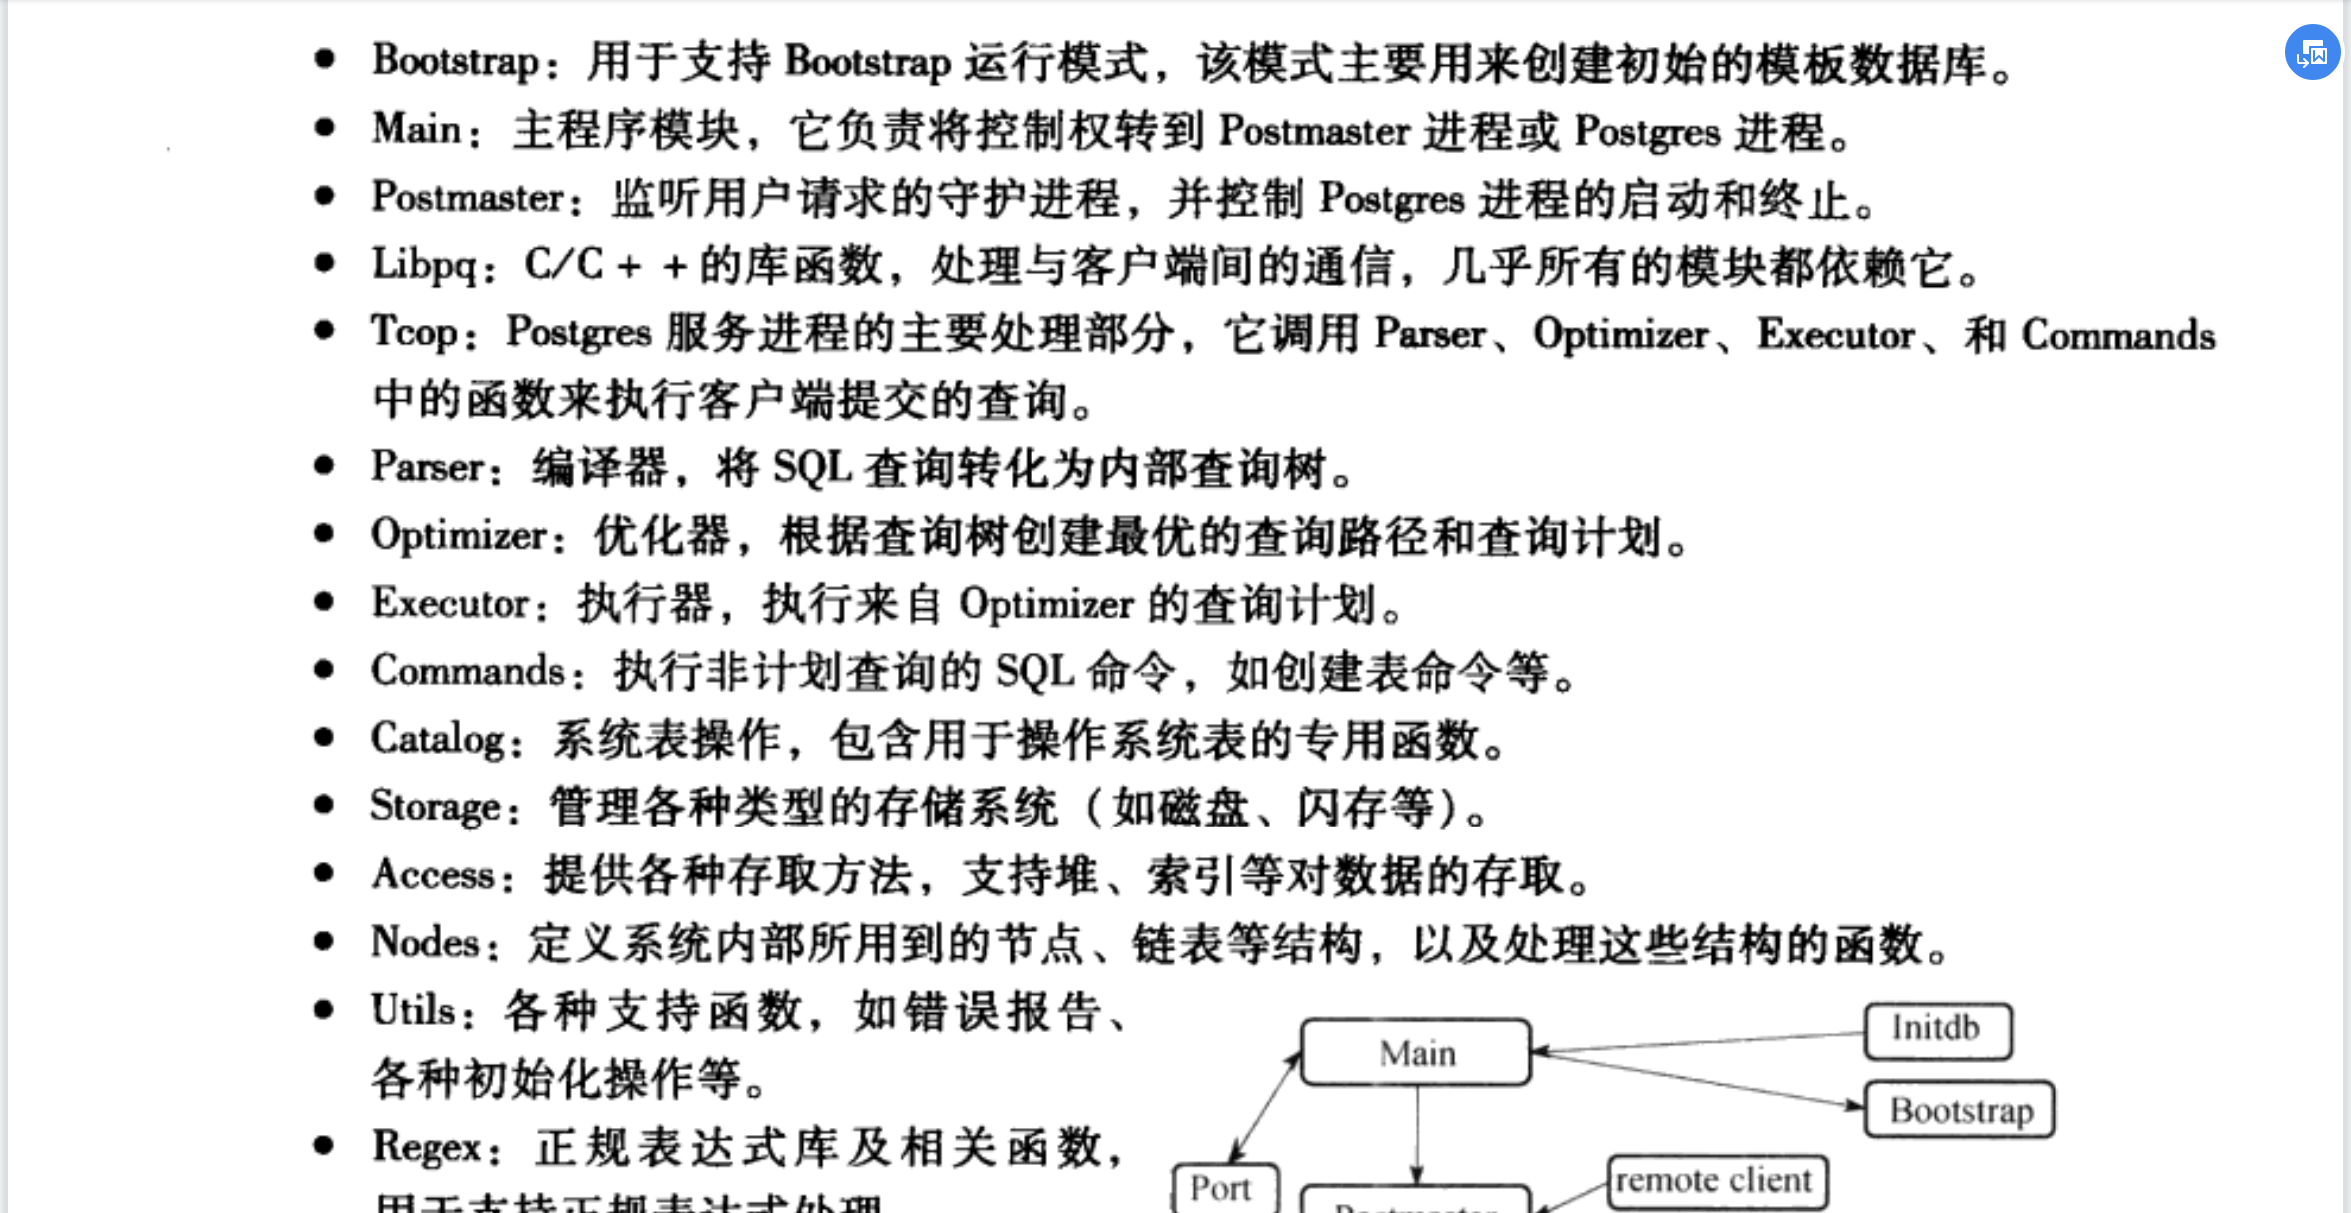 ● Bootstrap：用于支持 Bootstrap 运行模式，该模式主要用来创建初始的模板数据库。
● Main：主程序模块，它负责将控制权转到 Postmaster 进程或 Postgres 进程。
● Postmaster：监听用户请求的守护进程，并控制 Postgres 进程的启动和终止。
● Libpq：C/C + + 的库函数，处理与客户端间的通信，几乎所有的模块都依赖它。
● Tcop：Postgres 服务进程的主要处理部分，它调用 Parser、Optimizer、Executor、和 Commands
中的函数来执行客户端提交的查询。
● Parser：编译器，将 SQL 查询转化为内部查询树。
● Optimizer：优化器，根据查询树创建最优的查询路径和查询计划。
● Executor：执行器，执行来自 Optimizer 的查询计划。
● Commands：执行非计划查询的 SQL 命令，如创建表命令等。
● Catalog：系统表操作，包含用于操作系统表的专用函数。
● Storage：管理各种类型的存储系统（如磁盘、闪存等）。
● Access：提供各种存取方法，支持堆、索引等对数据的存取。
● Nodes：定义系统内部所用到的节点、链表等结构，以及处理这些结构的函数。
● Utils：各种支持函数，如错误报告、
各种初始化操作等。
● Regex：正规表达式库及相关函数，
用于支持正规表达式处理
Main
Initdb
Bootstrap
Port
remote client
Postmaster